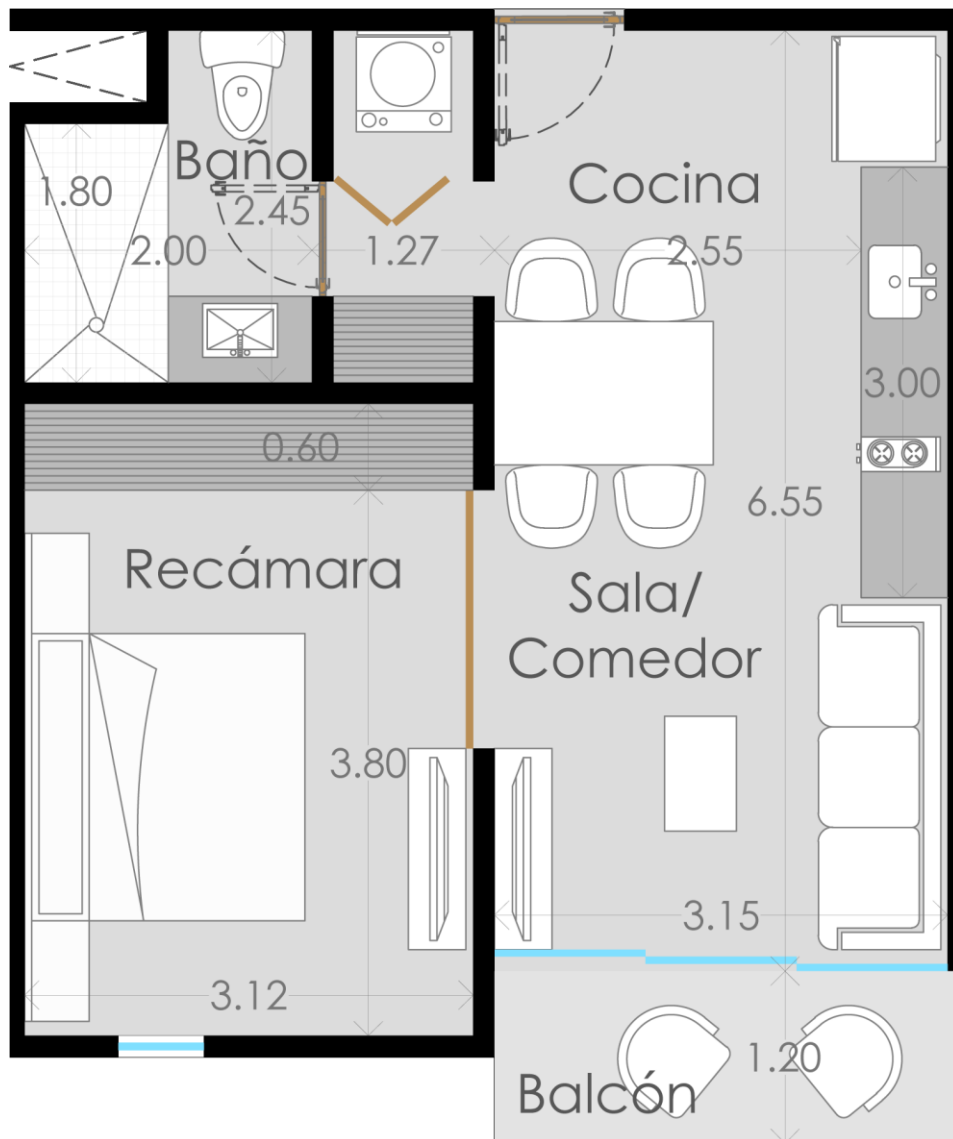 Baño
Cocina
1.80
2.45
2.00
1.27
2.55
3.00
0.60
6.55
Recámara
Sala/
Comedor
3.80
3.15
3.12
1.20
Balcón